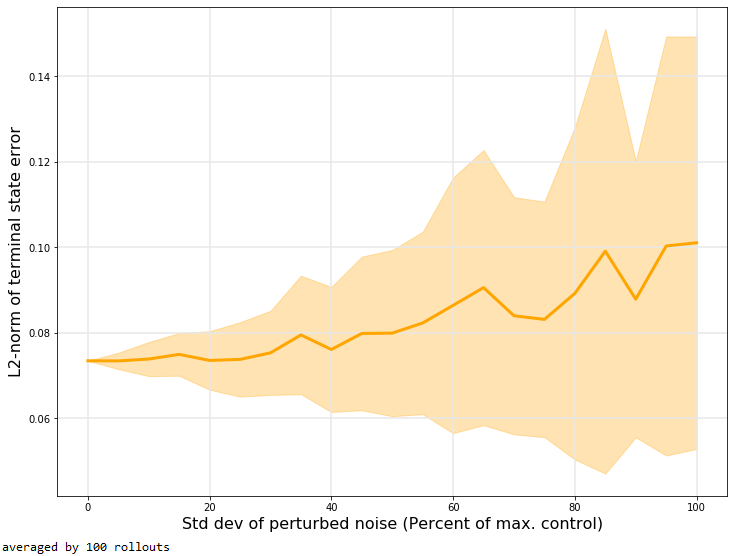 L2-norm of terminal state error
0.14
0.12
0.10
0.08
0.06
0 20 40 60 80 100
Std dev of perturbed noise (Percent of max. control)
averaged by 100 rollouts